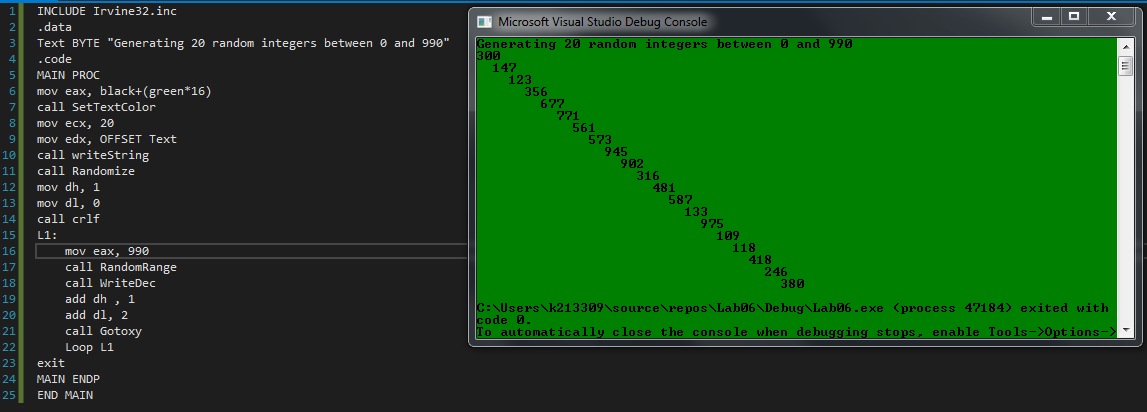 1 INCLUDE Irvine32.inc
2 .data
3 Text BYTE "Generating 20 random integers between 0 and 990"
4 .code
5 MAIN PROC
6 mov eax, black+(green*16)
7 call SetTextColor
8 mov ecx, 20
9 mov edx, OFFSET Text
10 call writeString
11 call Randomize
12 mov dh, 1
13 mov dl, 0
14 call crlf
15 L1:
16 mov eax, 990
17 call RandomRange
18 call WriteDec
19 add dh , 1
20 add dl, 2
21 call Gotoxy
22 Loop L1
23 exit
24 MAIN ENDP
25 END MAIN
Microsoft Visual Studio Debug Console
Generating 20 random integers between 0 and 990
300
147
123
356
677
771
561
573
945
902
316
481
587
133
975
109
118
418
246
380
C:\Users\k213309\source\repos\Lab06\Debug\Lab06.exe (process 47184) exited with
code 0.
To automatically close the console when debugging stops, enable Tools->Options->